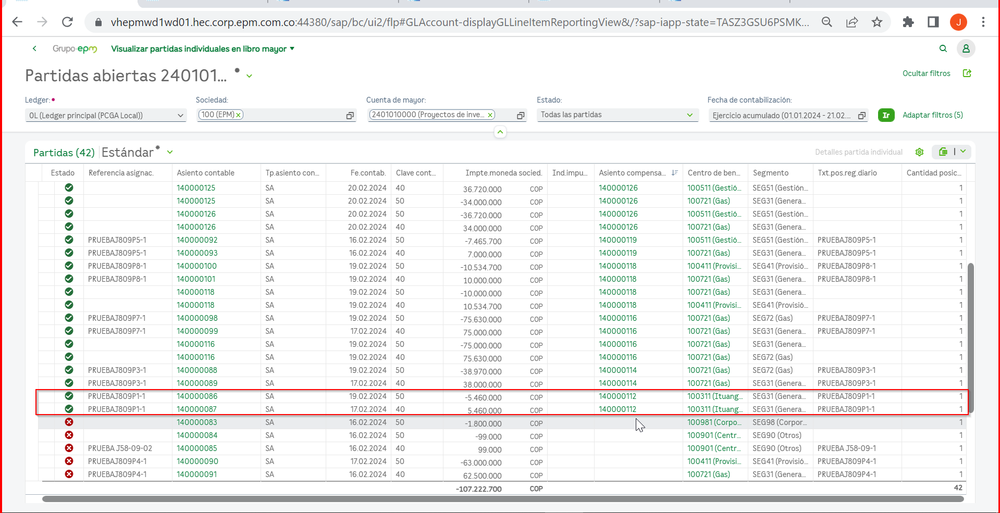 vhepmwd1wd01.hec.corp.epm.com.co:44380/sap/bc/ui2/flp#GLAccount-displayGLLineItemReportingView&/?sap-iapp-state=TASZ3GSU6PSMK...
J
Grupo·epm Visualizar partidas individuales en libro mayor
Partidas abiertas 240101... *
Ocultar filtros
Ledger:* Sociedad: Cuenta de mayor: Estado: Fecha de contabilización:
0L (Ledger principal (PCGA Local)) 100 (EPM) 2401010000 (Proyectos de inve... Todas las partidas Ejercicio acumulado (01.01.2024 - 21.02.... Ir Adaptar filtros (5)
Partidas (42) Estándar* Detalles partida individual
Estado Referencia asignac. Asiento contable Tp.asiento con... Fe.contab. Clave cont... Impte.moneda socied. Ind.impu... Asiento compensa... Centro de ben... Segmento Txt.pos.reg.diario Cantidad posic...
140000125 SA 20.02.2024 40 36.720.000 COP 140000126 100511 (Gestió... SEG51 (Gestión... 1
140000125 SA 20.02.2024 50 -34.000.000 COP 140000126 100721 (Gas) SEG31 (Genera... 1
140000126 SA 20.02.2024 50 -36.720.000 COP 140000126 100511 (Gestió... SEG51 (Gestión... 1
140000126 SA 20.02.2024 40 34.000.000 COP 140000126 100721 (Gas) SEG31 (Genera... 1
PRUEBAJ809P5-1 140000092 SA 16.02.2024 50 -7.465.700 COP 140000119 100511 (Gestió... SEG51 (Gestión... PRUEBAJ809P5-1 1
PRUEBAJ809P5-1 140000093 SA 16.02.2024 40 7.000.000 COP 140000119 100721 (Gas) SEG31 (Genera... PRUEBAJ809P5-1 1
PRUEBAJ809P8-1 140000100 SA 19.02.2024 50 -10.534.700 COP 140000118 100411 (Provisi... SEG41 (Provisió... PRUEBAJ809P8-1 1
PRUEBAJ809P8-1 140000101 SA 19.02.2024 40 10.000.000 COP 140000118 100721 (Gas) SEG31 (Genera... PRUEBAJ809P8-1 1
140000118 SA 19.02.2024 50 -10.000.000 COP 140000118 100721 (Gas) SEG31 (Genera... 1
140000118 SA 19.02.2024 40 10.534.700 COP 140000118 100411 (Provisi... SEG41 (Provisió... 1
PRUEBAJ809P7-1 140000098 SA 19.02.2024 50 -75.630.000 COP 140000116 100721 (Gas) SEG72 (Gas) PRUEBAJ809P7-1 1
PRUEBAJ809P7-1 140000099 SA 17.02.2024 40 75.000.000 COP 140000116 100721 (Gas) SEG31 (Genera... PRUEBAJ809P7-1 1
140000116 SA 19.02.2024 50 -75.000.000 COP 140000116 100721 (Gas) SEG31 (Genera... 1
140000116 SA 19.02.2024 40 75.630.000 COP 140000116 100721 (Gas) SEG72 (Gas) 1
PRUEBAJ809P3-1 140000088 SA 19.02.2024 50 -38.970.000 COP 140000114 100721 (Gas) SEG72 (Gas) PRUEBAJ809P3-1 1
PRUEBAJ809P3-1 140000089 SA 17.02.2024 40 38.000.000 COP 140000114 100721 (Gas) SEG31 (Genera... PRUEBAJ809P3-1 1
PRUEBAJ809P1-1 140000086 SA 19.02.2024 50 -5.460.000 COP 140000112 100311 (Ituang... SEG31 (Genera... PRUEBAJ809P1-1 1
PRUEBAJ809P1-1 140000087 SA 17.02.2024 40 5.460.000 COP 140000112 100311 (Ituang... SEG31 (Genera... PRUEBAJ809P1-1 1
140000083 SA 16.02.2024 50 -1.800.000 COP 100981 (Corpo... SEG98 (Corpor... 1
140000084 SA 16.02.2024 50 -99.000 COP 100901 (Centr... SEG90 (Otros) 1
PRUEBA J58-09-02 140000085 SA 16.02.2024 40 99.000 COP 100901 (Centr... SEG90 (Otros) PRUEBA J58-09-1 1
PRUEBAJ809P4-1 140000090 SA 17.02.2024 50 -63.000.000 COP 100411 (Provisi... SEG41 (Provisió... PRUEBAJ809P4-1 1
PRUEBAJ809P4-1 140000091 SA 16.02.2024 40 62.500.000 COP 100721 (Gas) SEG31 (Genera... PRUEBAJ809P4-1 1
-107.222.700 COP 42